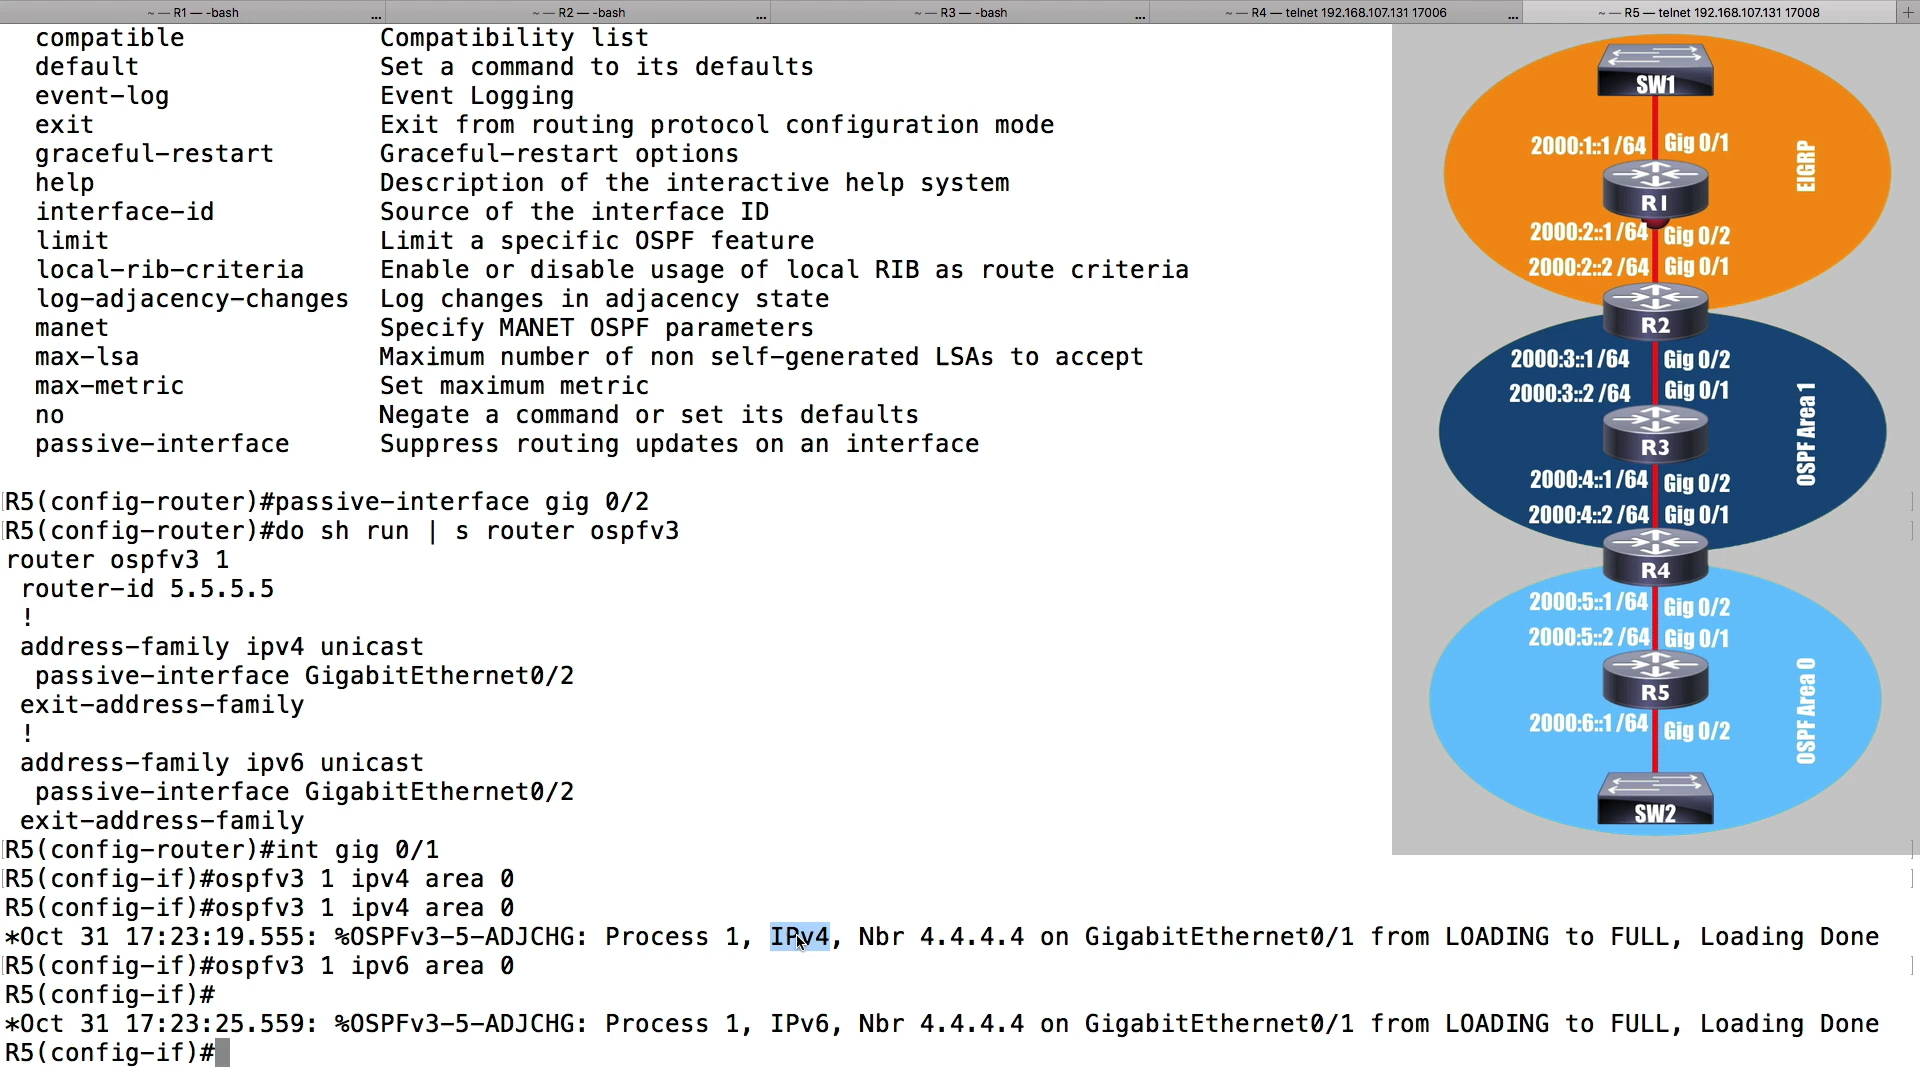 ~ — R1 — -bash ...
~ — R2 — -bash ...
~ — R3 — -bash ...
~ — R4 — telnet 192.168.107.131 17006 ...
~ — R5 — telnet 192.168.107.131 17008 +
compatible Compatibility list
default Set a command to its defaults
event-log Event Logging
exit Exit from routing protocol configuration mode
graceful-restart Graceful-restart options
help Description of the interactive help system
interface-id Source of the interface ID
limit Limit a specific OSPF feature
local-rib-criteria Enable or disable usage of local RIB as route criteria
log-adjacency-changes Log changes in adjacency state
manet Specify MANET OSPF parameters
max-lsa Maximum number of non self-generated LSAs to accept
max-metric Set maximum metric
no Negate a command or set its defaults
passive-interface Suppress routing updates on an interface
R5(config-router)#passive-interface gig 0/2
R5(config-router)#do sh run | s router ospfv3
router ospfv3 1
router-id 5.5.5.5
!
address-family ipv4 unicast
passive-interface GigabitEthernet0/2
exit-address-family
!
address-family ipv6 unicast
passive-interface GigabitEthernet0/2
exit-address-family
R5(config-router)#int gig 0/1
R5(config-if)#ospfv3 1 ipv4 area 0
R5(config-if)#ospfv3 1 ipv4 area 0
*Oct 31 17:23:19.555: %OSPFv3-5-ADJCHG: Process 1, IPv4, Nbr 4.4.4.4 on GigabitEthernet0/1 from LOADING to FULL, Loading Done
R5(config-if)#ospfv3 1 ipv6 area 0
R5(config-if)#
*Oct 31 17:23:25.559: %OSPFv3-5-ADJCHG: Process 1, IPv6, Nbr 4.4.4.4 on GigabitEthernet0/1 from LOADING to FULL, Loading Done
R5(config-if)#
SW1
2000:1::1 /64 Gig 0/1
EIGRP
R1
2000:2::1 /64 Gig 0/2
2000:2::2 /64 Gig 0/1
R2
2000:3::1 /64 Gig 0/2
2000:3::2 /64 Gig 0/1
OSPF Area 1
R3
2000:4::1 /64 Gig 0/2
2000:4::2 /64 Gig 0/1
R4
2000:5::1 /64 Gig 0/2
2000:5::2 /64 Gig 0/1
R5
OSPF Area 0
2000:6::1 /64 Gig 0/2
SW2